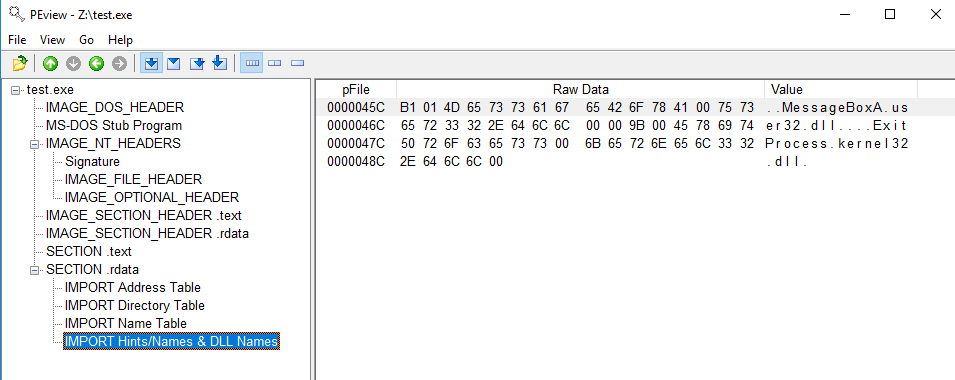 PEview - Z:\test.exe
File View Go Help
test.exe
IMAGE_DOS_HEADER
MS-DOS Stub Program
IMAGE_NT_HEADERS
Signature
IMAGE_FILE_HEADER
IMAGE_OPTIONAL_HEADER
IMAGE_SECTION_HEADER .text
IMAGE_SECTION_HEADER .rdata
SECTION .text
SECTION .rdata
IMPORT Address Table
IMPORT Directory Table
IMPORT Name Table
IMPORT Hints/Names & DLL Names
pFile Raw Data Value
0000045C B1 01 4D 65 73 73 61 67 65 42 6F 78 41 00 75 73 ..MessageBoxA.us
0000046C 65 72 33 32 2E 64 6C 6C 00 00 9B 00 45 78 69 74 er32.dll....Exit
0000047C 50 72 6F 63 65 73 73 00 6B 65 72 6E 65 6C 33 32 Process.kernel32
0000048C 2E 64 6C 6C 00 .dll.